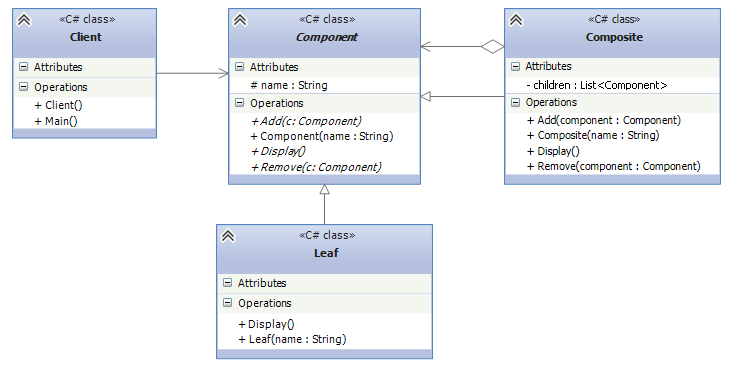 «C# class»
Client
Attributes
Operations
+ Client()
+ Main()
«C# class»
Component
Attributes
# name : String
Operations
+ Add(c: Component)
+ Component(name : String)
+ Display()
+ Remove(c: Component)
«C# class»
Composite
Attributes
- children : List<Component>
Operations
+ Add(component : Component)
+ Composite(name : String)
+ Display()
+ Remove(component : Component)
«C# class»
Leaf
Attributes
Operations
+ Display()
+ Leaf(name : String)